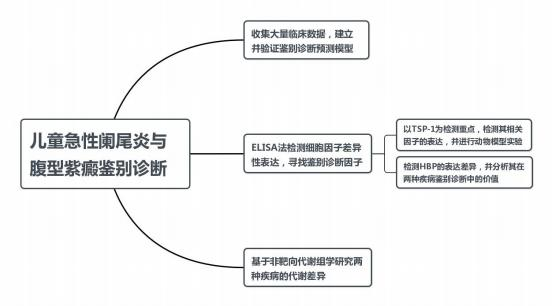 收集大量临床数据，建立
并验证鉴别诊断预测模型
儿童急性阑尾炎与
腹型紫癜鉴别诊断
ELISA法检测细胞因子差异
性表达，寻找鉴别诊断因子
以TSP-1为检测重点，检测其相关
因子的表达，并进行动物模型实验
检测HBP的表达差异，并分析其在
两种疾病鉴别诊断中的价值
基于非靶向代谢组学研究两
种疾病的代谢差异